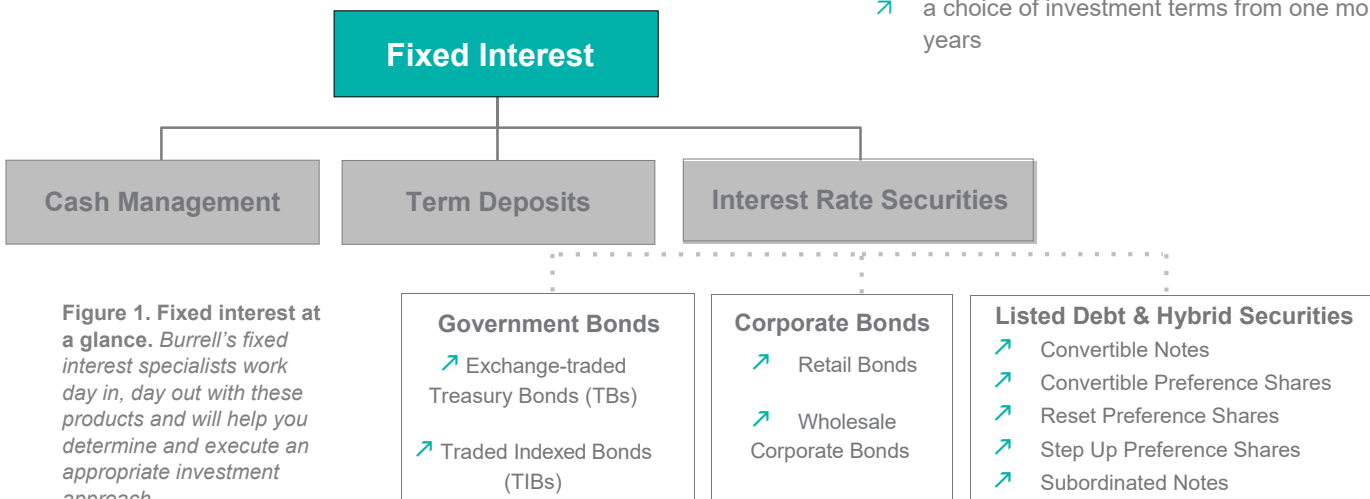 ↗ a choice of investment terms from one mo
years
Fixed Interest
Cash Management
Term Deposits
Interest Rate Securities
Figure 1. Fixed interest at
a glance. Burrell's fixed
interest specialists work
day in, day out with these
products and will help you
determine and execute an
appropriate investment
approach
Government Bonds
↗ Exchange-traded
Treasury Bonds (TBs)
↗ Traded Indexed Bonds
(TIBs)
Corporate Bonds
↗ Retail Bonds
↗ Wholesale
Corporate Bonds
Listed Debt & Hybrid Securities
↗ Convertible Notes
↗ Convertible Preference Shares
↗ Reset Preference Shares
↗ Step Up Preference Shares
↗ Subordinated Notes